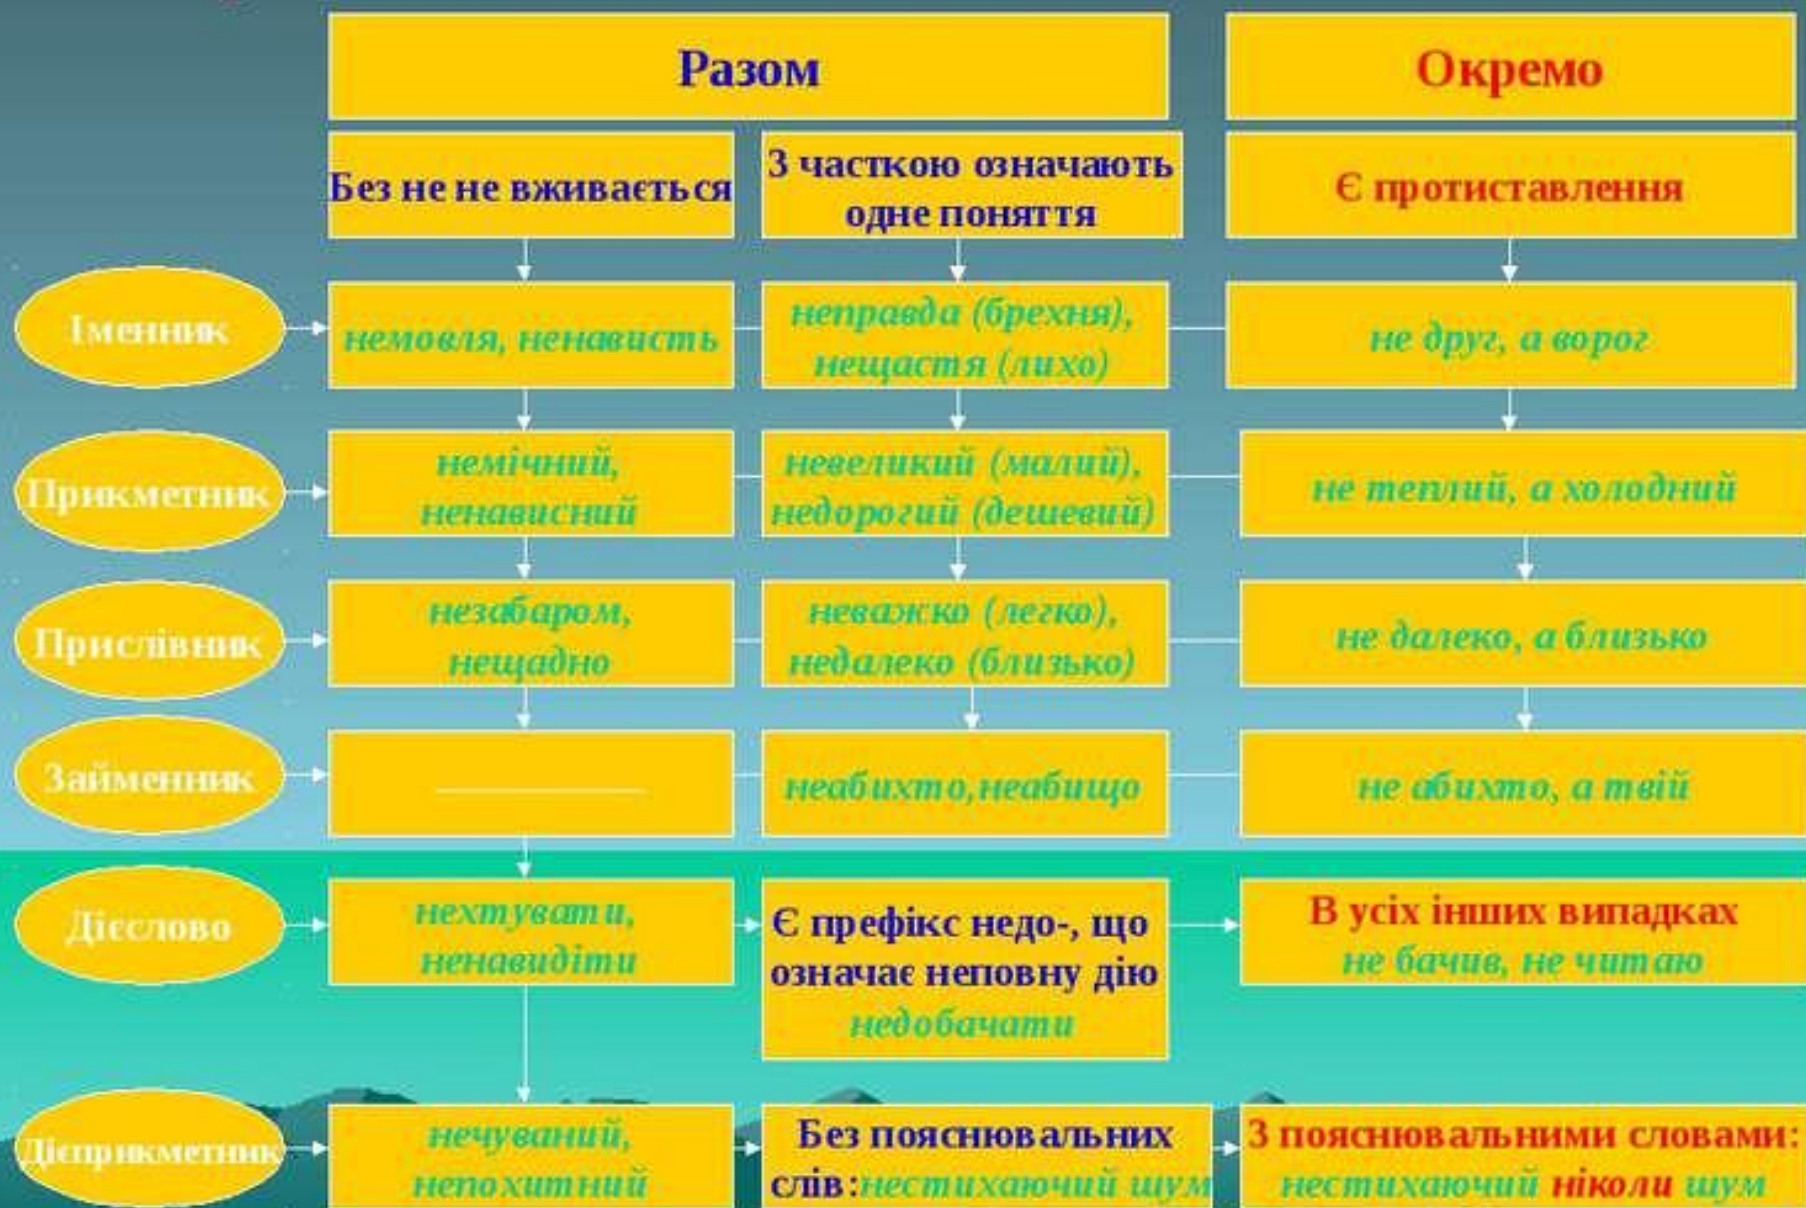 Разом
Окремо
Без не не вживається
З часткою означають
одне поняття
Є протиставлення
Іменник
немовля, ненависть
неправда (брехня),
нещастя (лихо)
не друг, а ворог
Прикметник
немічний,
ненависний
невеликий (малий),
недорогий (дешевий)
не теплий, а холодний
Прислівник
незабаром,
нещадно
неважко (легко),
недалеко (близько)
не далеко, а близько
Займенник
неабихто,неабищо
не абихто, а твій
Дієслово
нехтувати,
ненавидіти
Є префікс недо-, що
означає неповну дію
недобачати
В усіх інших випадках
не бачив, не читаю
Дієприкметник
нечуваний,
непохитний
Без пояснювальних
слів:нестихаючий шум
З пояснювальними словами:
нестихаючий ніколи шум